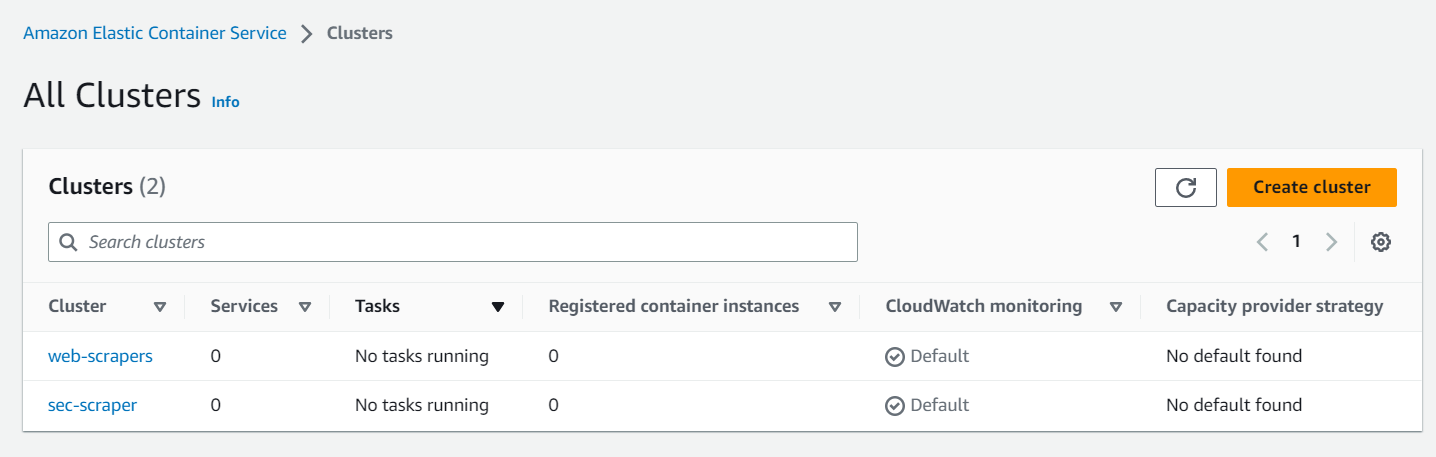 Amazon Elastic Container Service > Clusters
All Clusters Info
Clusters (2)
Create cluster
Search clusters
1
Cluster Services Tasks Registered container instances CloudWatch monitoring Capacity provider strategy
web-scrapers 0 No tasks running 0 Default No default found
sec-scraper 0 No tasks running 0 Default No default found